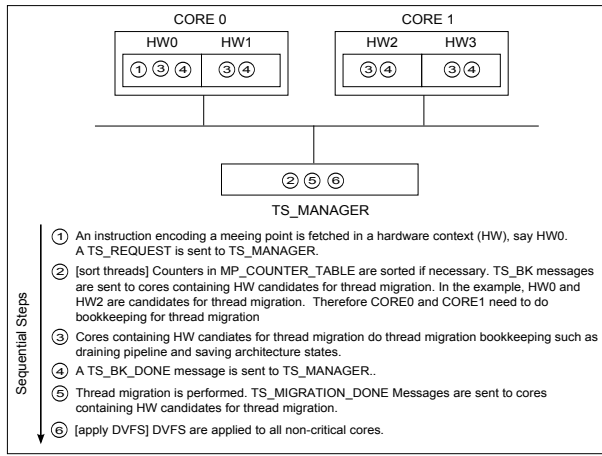 CORE 0
CORE 1
HW0 HW1 HW2 HW3
① ③ ④ ③ ④ ③ ④ ③ ④
② ⑤ ⑥
TS_MANAGER
Sequential Steps
① An instruction encoding a meeing point is fetched in a hardware context (HW), say HW0.
A TS_REQUEST is sent to TS_MANAGER.
② [sort threads] Counters in MP_COUNTER_TABLE are sorted if necessary. TS_BK messages
are sent to cores containing HW candidates for thread migration. In the example, HW0 and
HW2 are candidates for thread migration. Therefore CORE0 and CORE1 need to do
bookkeeping for thread migration
③ Cores containing HW candiates for thread migration do thread migration bookeeping such as
draining pipeline and saving architecture states.
④ A TS_BK_DONE message is sent to TS_MANAGER..
⑤ Thread migration is performed. TS_MIGRATION_DONE Messages are sent to cores
containing HW candidates for thread migration.
⑥ [apply DVFS] DVFS are applied to all non-critical cores.